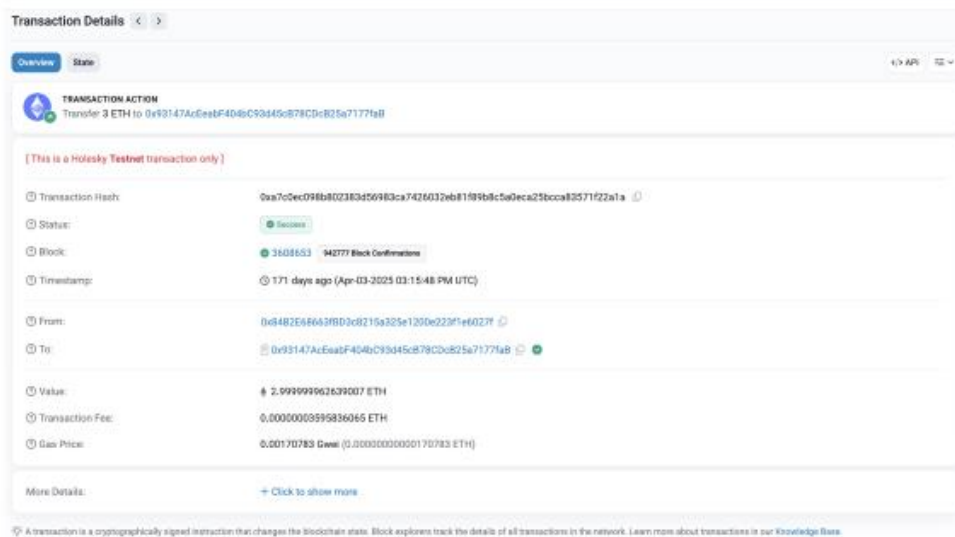 Transaction Details < >
Overview State </> API
TRANSACTION ACTION
Transfer 3 ETH to 0x93147AcEeabF404bC93d45cB78CDcB25a7177faB
[ This is a Holesky Testnet transaction only ]
Transaction Hash: 0xa7c0ec098b802383d56983ca7426032eb81f89b8c5a0eca25bcca83571f22a1a
Status: Success
Block: 3608653 942777 Block Confirmations
Timestamp: 171 days ago (Apr-03-2025 03:15:48 PM UTC)
From:
To: 0x93147AcEeabF404bC93d45cB78CDcB25a7177faB
Value: 2.999999962639007 ETH
Transaction Fee: 0.00000003595836065 ETH
Gas Price: 0.00170783 Gwei (0.00000000000170783 ETH)
More Details: + Click to show more
A transaction is a cryptographically signed instruction that changes the blockchain state. Block explorers track the details of all transactions in the network. Learn more about transactions in our Knowledge Base.